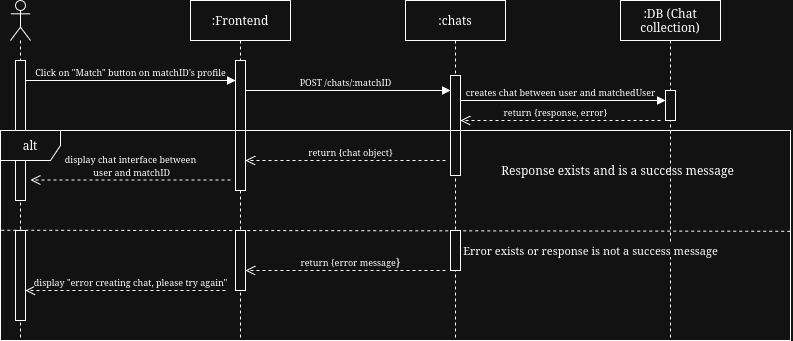 :Frontend
:chats
:DB (Chat
collection)
Click on "Match" button on matchID's profile
POST /chats/:matchID
creates chat between user and matchedUser
return {response, error}
alt
display chat interface between
user and matchID
return {chat object}
Response exists and is a success message
Error exists or response is not a success message
return {error message}
display "error creating chat, please try again"